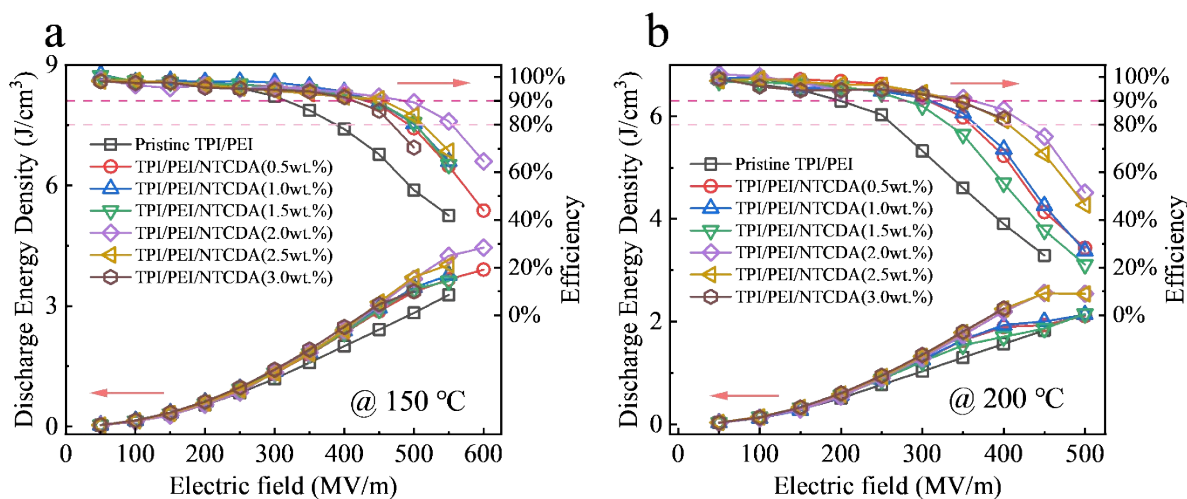 a
Discharge Energy Density (J/cm³)
9
6
3
0
Pristine TPI/PEI
TPI/PEI/NTCDA(0.5wt.%)
TPI/PEI/NTCDA(1.0wt.%)
TPI/PEI/NTCDA(1.5wt.%)
TPI/PEI/NTCDA(2.0wt.%)
TPI/PEI/NTCDA(2.5wt.%)
TPI/PEI/NTCDA(3.0wt.%)
@ 150 ℃
100%
90%
80%
60%
40%
20%
0%
Efficiency
0 100 200 300 400 500 600
Electric field (MV/m)
b
Discharge Energy Density (J/cm³)
8
6
4
2
0
Pristine TPI/PEI
TPI/PEI/NTCDA(0.5wt.%)
TPI/PEI/NTCDA(1.0wt.%)
TPI/PEI/NTCDA(1.5wt.%)
TPI/PEI/NTCDA(2.0wt.%)
TPI/PEI/NTCDA(2.5wt.%)
TPI/PEI/NTCDA(3.0wt.%)
@ 200 ℃
100%
90%
80%
60%
40%
20%
0%
Efficiency
0 100 200 300 400 500
Electric field (MV/m)